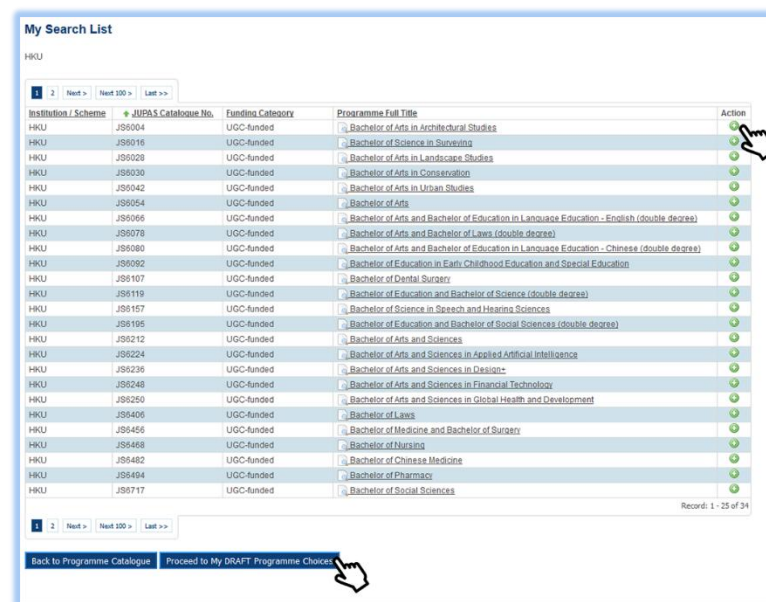 My Search List
HKU
1 2 Next > Next 100 > Last >>
Institution / Scheme JUPAS Catalogue No. Funding Category Programme Full Title Action
HKU JS6004 UGC-funded Bachelor of Arts in Architectural Studies
HKU JS6016 UGC-funded Bachelor of Science in Surveying
HKU JS6028 UGC-funded Bachelor of Arts in Landscape Studies
HKU JS6030 UGC-funded Bachelor of Arts in Conservation
HKU JS6042 UGC-funded Bachelor of Arts in Urban Studies
HKU JS6054 UGC-funded Bachelor of Arts
HKU JS6066 UGC-funded Bachelor of Arts and Bachelor of Education in Language Education - English (double degree)
HKU JS6078 UGC-funded Bachelor of Arts and Bachelor of Laws (double degree)
HKU JS6080 UGC-funded Bachelor of Arts and Bachelor of Education in Language Education - Chinese (double degree)
HKU JS6092 UGC-funded Bachelor of Education in Early Childhood Education and Special Education
HKU JS6107 UGC-funded Bachelor of Dental Surgery
HKU JS6119 UGC-funded Bachelor of Education and Bachelor of Science (double degree)
HKU JS6157 UGC-funded Bachelor of Science in Speech and Hearing Sciences
HKU JS6195 UGC-funded Bachelor of Education and Bachelor of Social Sciences (double degree)
HKU JS6212 UGC-funded Bachelor of Arts and Sciences
HKU JS6224 UGC-funded Bachelor of Arts and Sciences in Applied Artificial Intelligence
HKU JS6236 UGC-funded Bachelor of Arts and Sciences in Design+
HKU JS6248 UGC-funded Bachelor of Arts and Sciences in Financial Technology
HKU JS6250 UGC-funded Bachelor of Arts and Sciences in Global Health and Development
HKU JS6406 UGC-funded Bachelor of Laws
HKU JS6456 UGC-funded Bachelor of Medicine and Bachelor of Surgery
HKU JS6468 UGC-funded Bachelor of Nursing
HKU JS6482 UGC-funded Bachelor of Chinese Medicine
HKU JS6494 UGC-funded Bachelor of Pharmacy
HKU JS6717 UGC-funded Bachelor of Social Sciences
Record: 1 - 25 of 34
1 2 Next > Next 100 > Last >>
Back to Programme Catalogue Proceed to My DRAFT Programme Choices